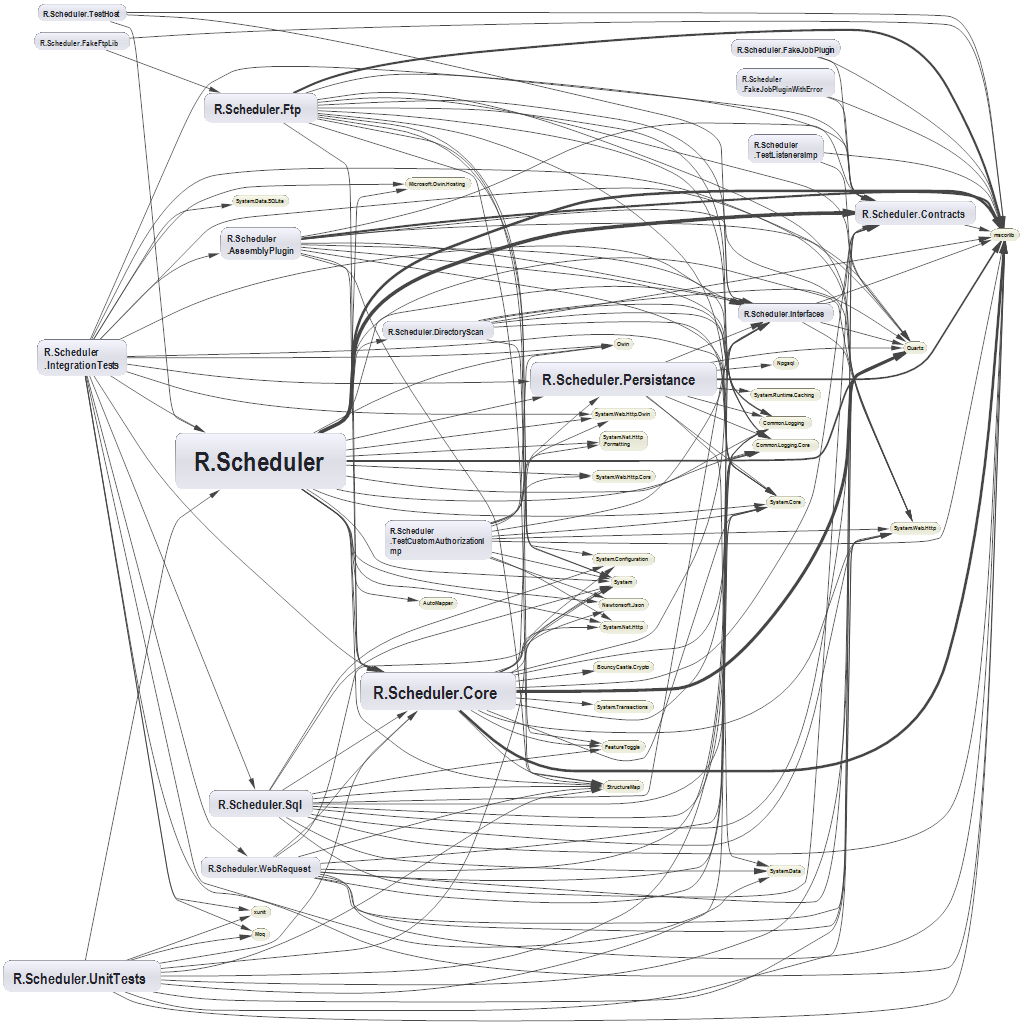 R.Scheduler.TestHost
R.Scheduler.FakeFtpLib
R.Scheduler.FakeJobPlugin
R.Scheduler
.FakeJobPluginWithError
R.Scheduler.Ftp
R.Scheduler
.TestListenersImp
Microsoft.Owin.Hosting
System.Data.SQLite
R.Scheduler.Contracts
R.Scheduler
.AssemblyPlugin
mscorlib
R.Scheduler.Interfaces
R.Scheduler.DirectoryScan
Owin
Quartz
R.Scheduler
.IntegrationTests
Npgsql
R.Scheduler.Persistance
System.Runtime.Caching
System.Web.Http.Owin
Common.Logging
System.Net.Http
.Formatting
Common.Logging.Core
R.Scheduler
System.Web.Http.Core
System.Core
System.Web.Http
R.Scheduler
.TestCustomAuthorizationI
mp
System.Configuration
System
AutoMapper
Newtonsoft.Json
System.Net.Http
BouncyCastle.Crypto
R.Scheduler.Core
System.Transactions
FeatureToggle
StructureMap
R.Scheduler.Sql
R.Scheduler.WebRequest
System.Data
xunit
Moq
R.Scheduler.UnitTests